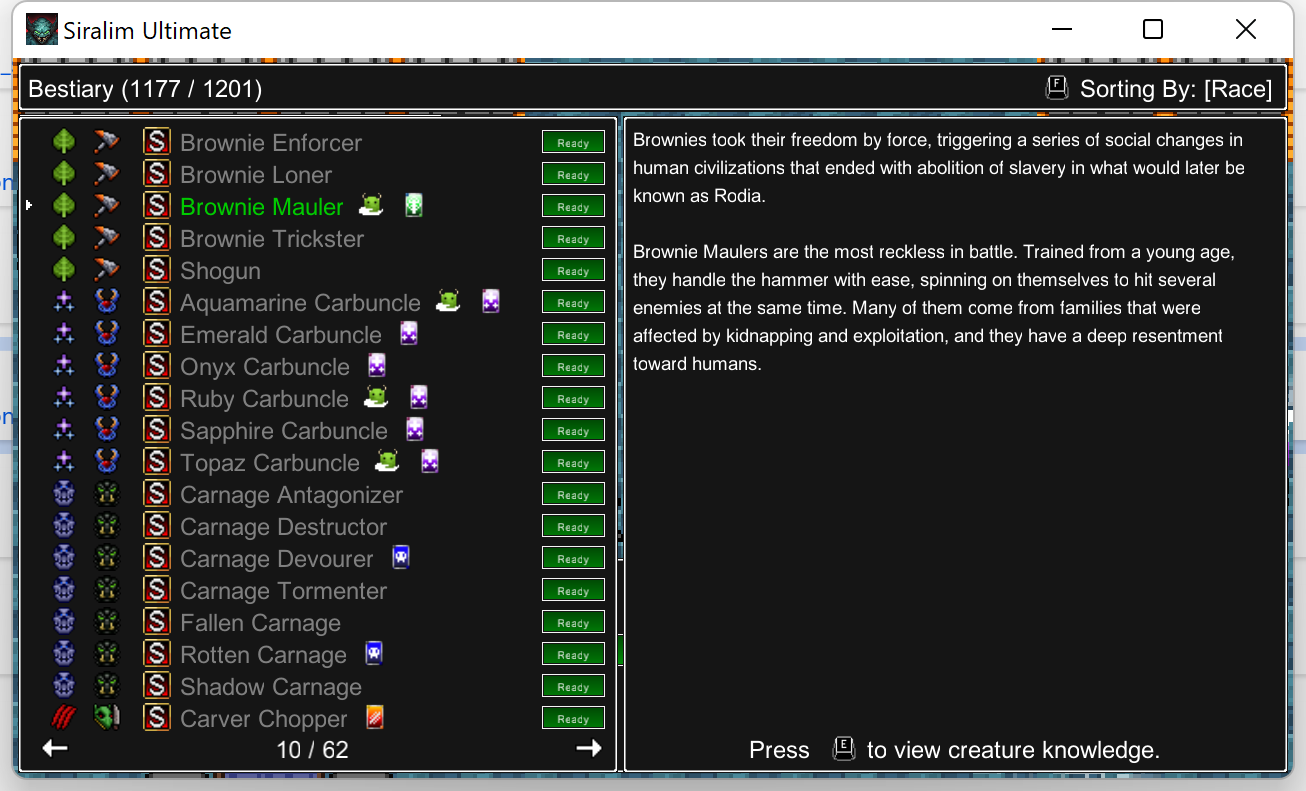 Siralim Ultimate
Bestiary (1177 / 1201)
F Sorting By: [Race]
S Brownie Enforcer Ready
S Brownie Loner Ready
S Brownie Mauler Ready
S Brownie Trickster Ready
S Shogun Ready
S Aquamarine Carbuncle Ready
S Emerald Carbuncle Ready
S Onyx Carbuncle Ready
S Ruby Carbuncle Ready
S Sapphire Carbuncle Ready
S Topaz Carbuncle Ready
S Carnage Antagonizer Ready
S Carnage Destructor Ready
S Carnage Devourer Ready
S Carnage Tormenter Ready
S Fallen Carnage Ready
S Rotten Carnage Ready
S Shadow Carnage Ready
S Carver Chopper Ready
10 / 62
Brownies took their freedom by force, triggering a series of social changes in
human civilizations that ended with abolition of slavery in what would later be
known as Rodia.
Brownie Maulers are the most reckless in battle. Trained from a young age,
they handle the hammer with ease, spinning on themselves to hit several
enemies at the same time. Many of them come from families that were
affected by kidnapping and exploitation, and they have a deep resentment
toward humans.
Press E to view creature knowledge.